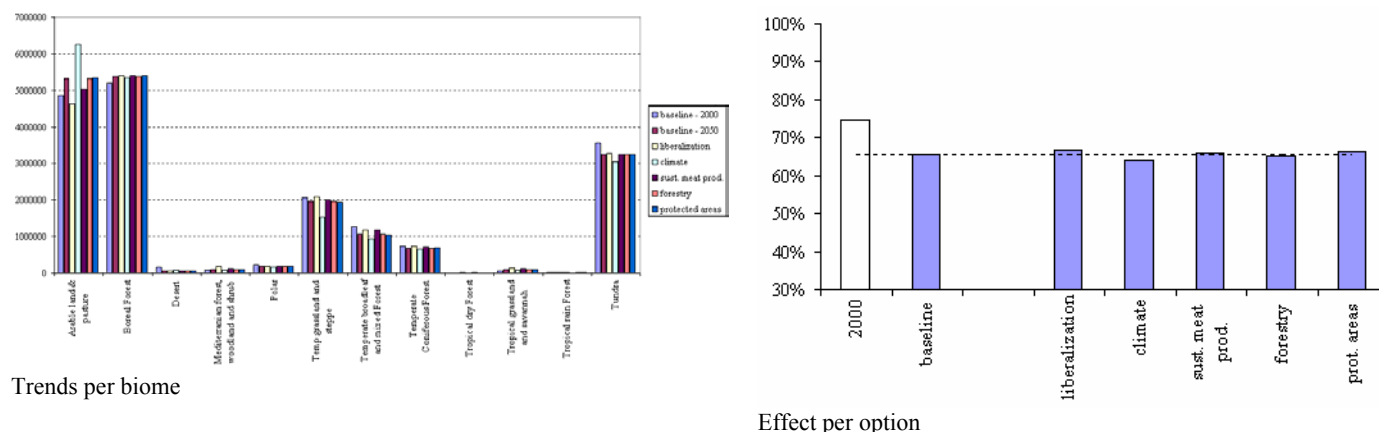 7000000
6000000
5000000
4000000
3000000
2000000
1000000
0
Arable land &
pasture
Boreal Forest
Desert
Mediterranean forest,
woodland and shrub
Polar
Temp grassland and
steppe
Temperate broadleaf
and mixed Forest
Temperate
Coniferous Forest
Tropical dry Forest
Tropical grassland
and savannah
Tropical rain Forest
Tundra
baseline - 2000
baseline - 2050
liberalization
climate
sust. meat prod.
forestry
protected areas
Trends per biome
100%
90%
80%
70%
60%
50%
40%
30%
2000
baseline
liberalization
climate
sust. meat
prod.
forestry
prot. areas
Effect per option